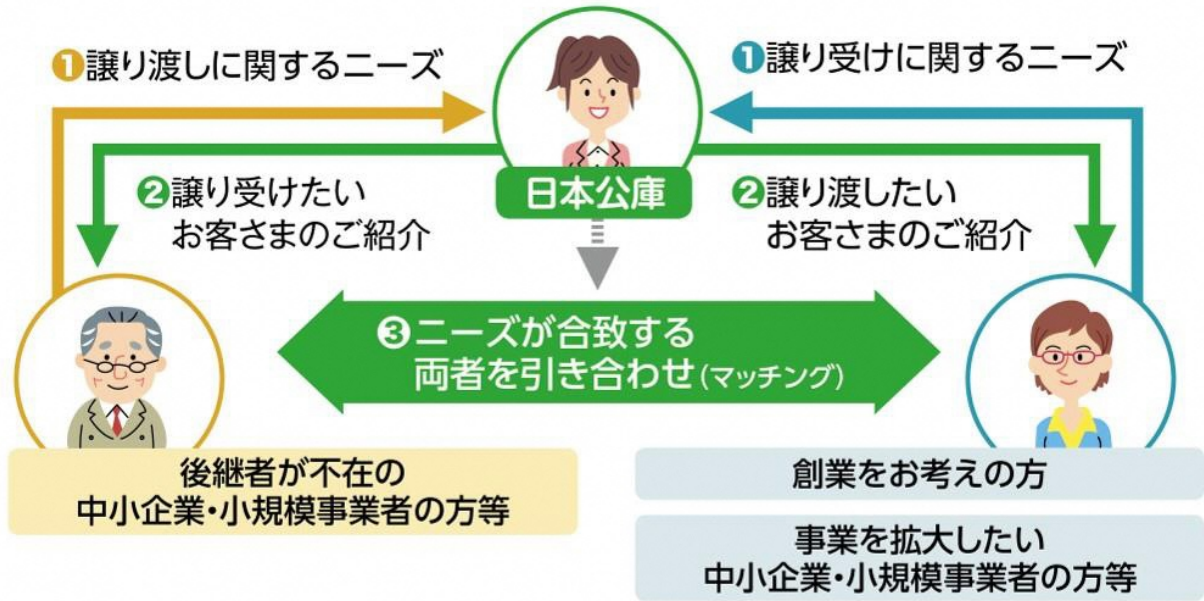 ❶譲り渡しに関するニーズ
❶譲り受けに関するニーズ
❷譲り受けたい
お客さまのご紹介
日本公庫
❷譲り渡したい
お客さまのご紹介
❸ニーズが合致する
両者を引き合わせ(マッチング)
後継者が不在の
中小企業・小規模事業者の方等
創業をお考えの方
事業を拡大したい
中小企業・小規模事業者の方等